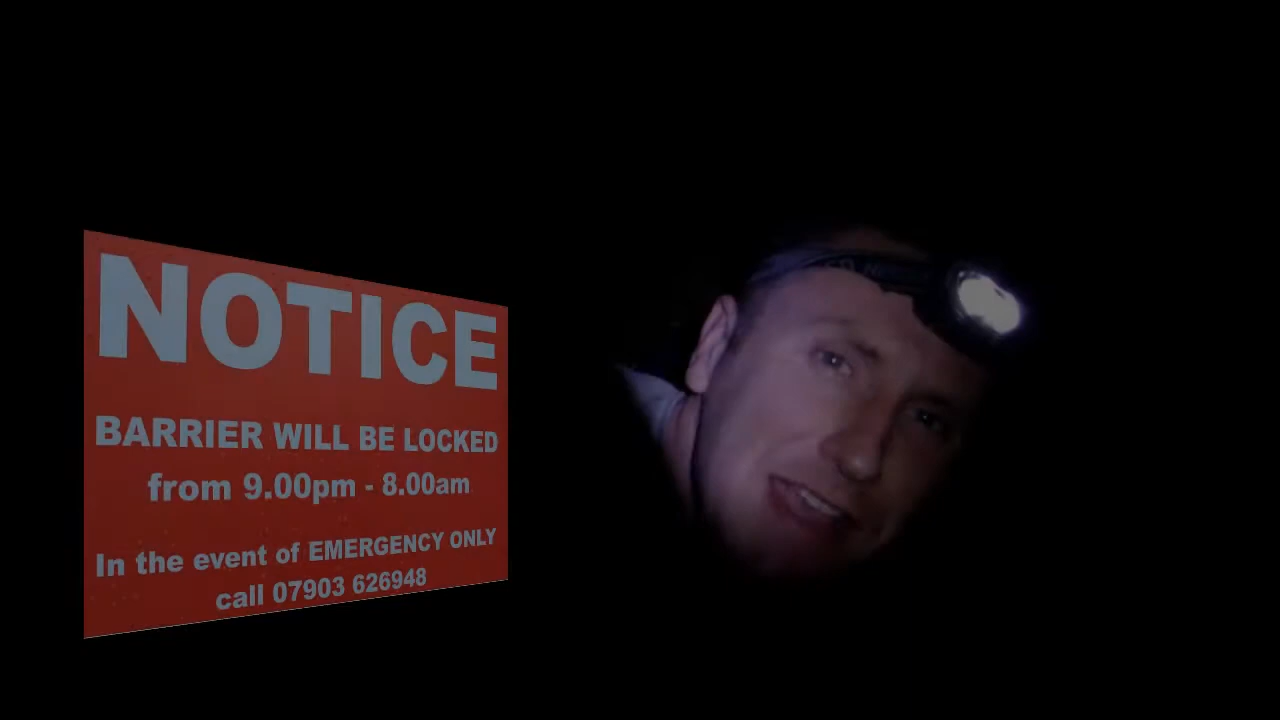 NOTICE
BARRIER WILL BE LOCKED
from 9.00pm - 8.00am
In the event of EMERGENCY ONLY
call 07903 626948